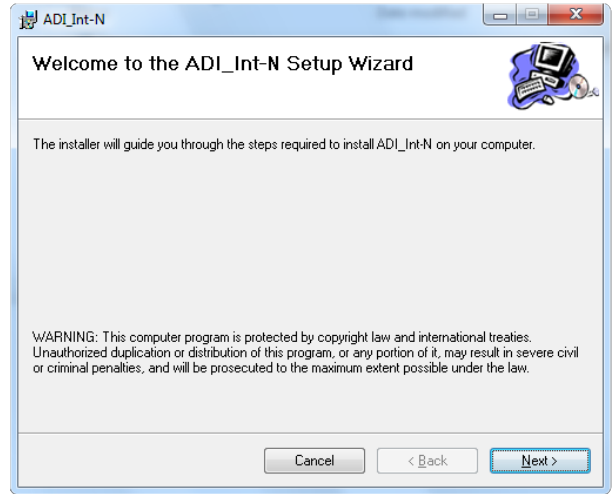 ADI_Int-N
Welcome to the ADI_Int-N Setup Wizard
The installer will guide you through the steps required to install ADI_Int-N on your computer.
WARNING: This computer program is protected by copyright law and international treaties.
Unauthorized duplication or distribution of this program, or any portion of it, may result in severe civil
or criminal penalties, and will be prosecuted to the maximum extent possible under the law.
Cancel
< Back
Next >